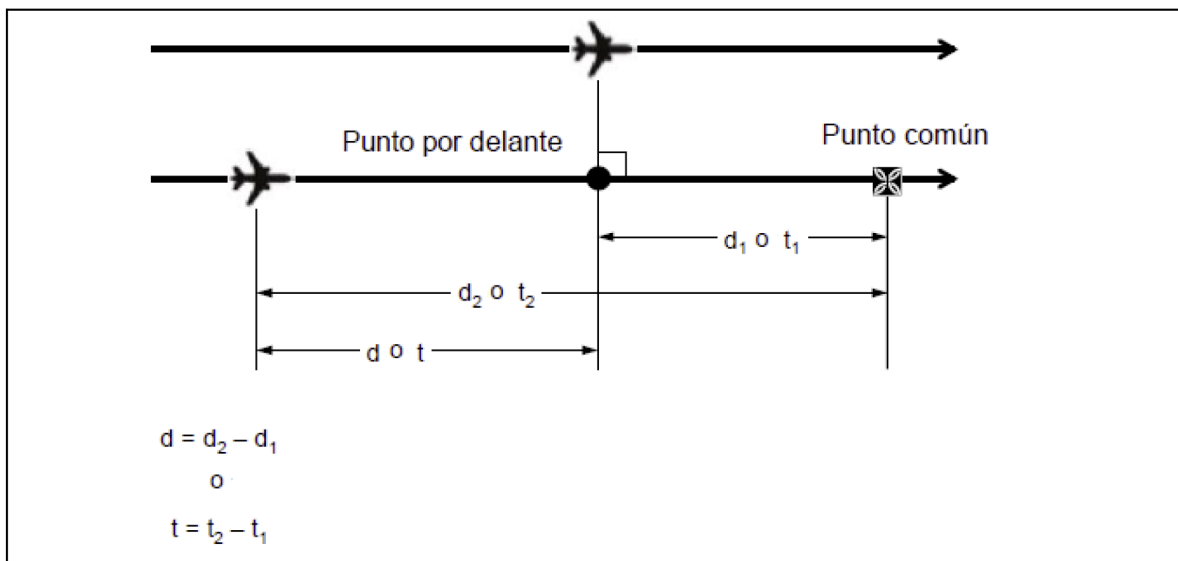 Punto por delante
Punto común
d₁ o t₁
d₂ o t₂
d o t
d = d₂ – d₁
o
t = t₂ – t₁